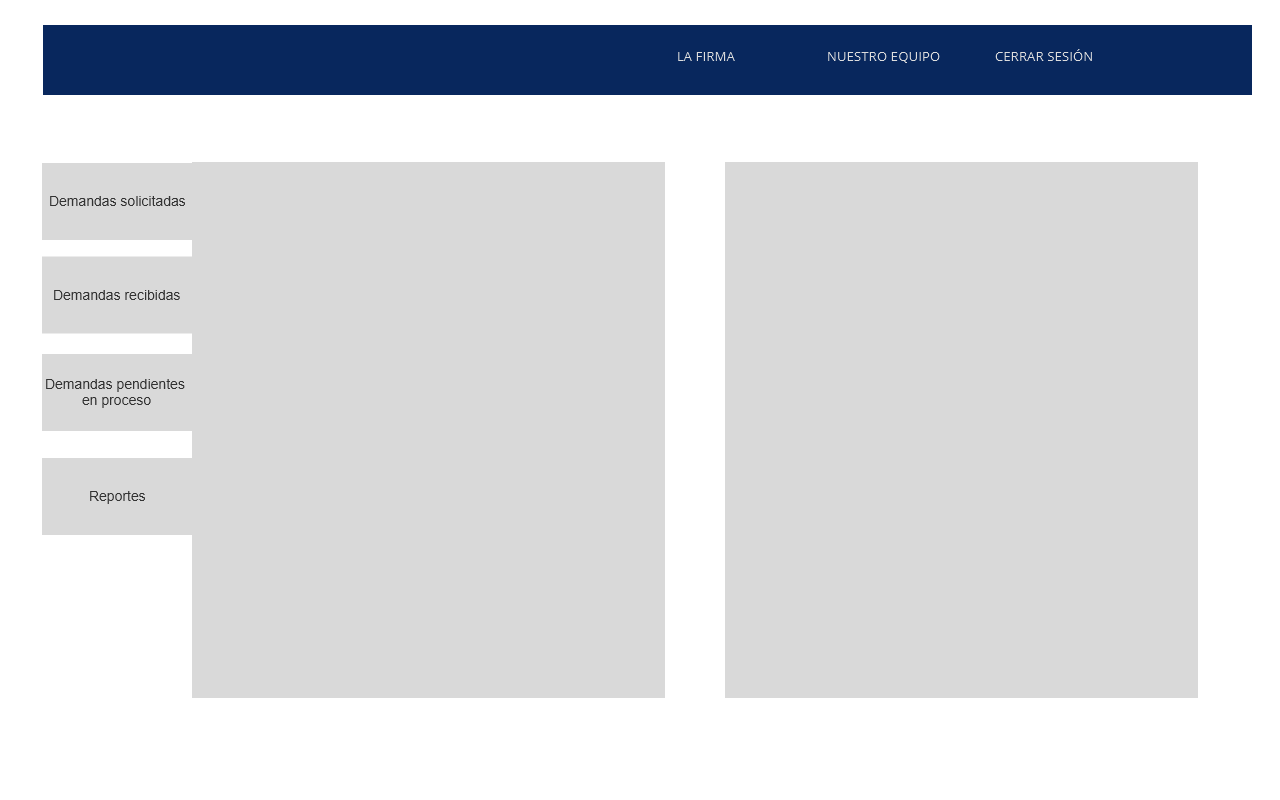 LA FIRMA
NUESTRO EQUIPO
CERRAR SESIÓN
Demandas solicitadas
Demandas recibidas
Demandas pendientes
en proceso
Reportes